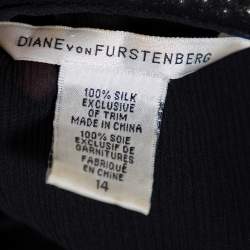 DIANE VON FURSTENBERG
100% SILK
EXCLUSIVE
OF TRIM
MADE IN CHINA
100% SOIE
EXCLUSIF DE
GARNITURES
FABRIQUÉ
EN CHINE
14